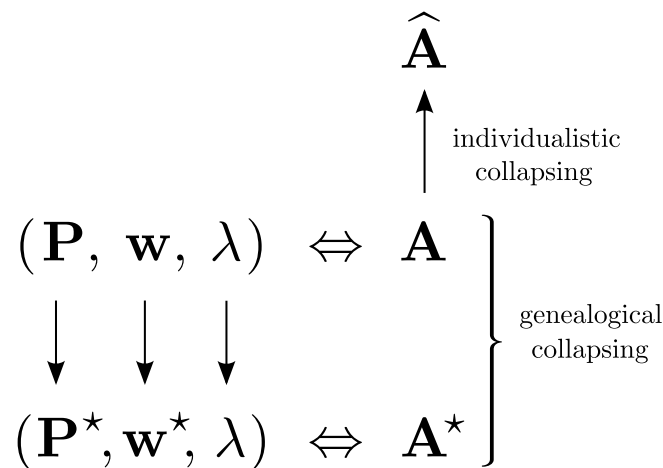 Â
individualistic
collapsing
(P, w, λ) ⇔ A
genealogical
collapsing
(P⋆, w⋆, λ) ⇔ A⋆